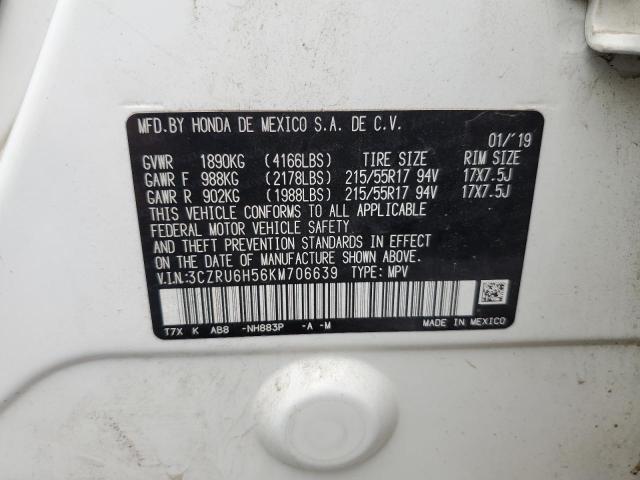 MFD.BY HONDA DE MEXICO S.A. DE C.V.
01/'19
GVWR 1890KG (4166LBS) TIRE SIZE RIM SIZE
GAWR F 988KG (2178LBS) 215/55R17 94V 17X7.5J
GAWR R 902KG (1988LBS) 215/55R17 94V 17X7.5J
THIS VEHICLE CONFORMS TO ALL APPLICABLE
FEDERAL MOTOR VEHICLE SAFETY
AND THEFT PREVENTION STANDARDS IN EFFECT
ON THE DATE OF MANUFACTURE SHOWN ABOVE.
V.I.N:3CZRU6H56KM706639 TYPE: MPV
T7X K AB8 -NH883P -A -M MADE IN MEXICO